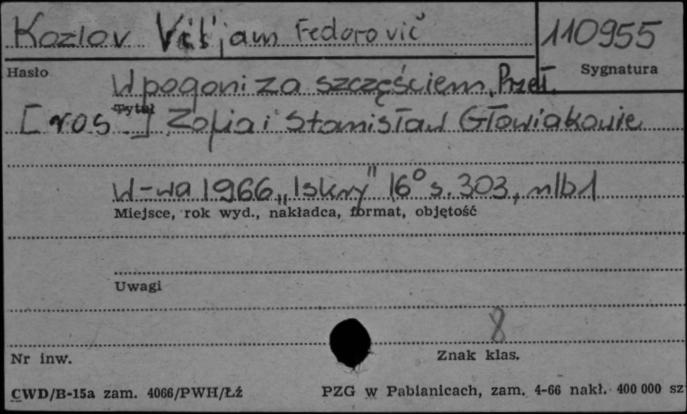 Kozlov Vil'jam Fedorovič
110955
Hasło
Sygnatura
W pogoni za szczęściem. Przeł.
Tytuł
[z ros.] Zofia i Stanisław Głowiakowie
W-wa 1966 „Iskry" 16° s. 303, nlb 1
Miejsce, rok wyd., nakładca, format, objętość
Uwagi
8
Nr inw.
Znak klas.
CWD/B-15a zam. 4066/PWH/Łź
PZG w Pabianicach, zam. 4-66 nakł. 400 000 sz